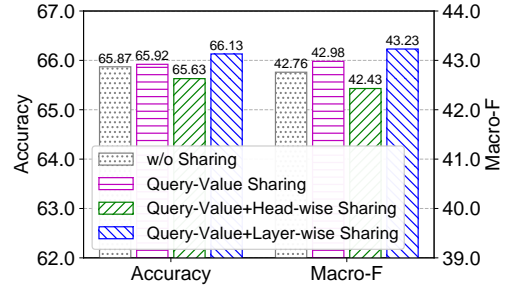 67.0
66.0
65.0
64.0
63.0
62.0
Accuracy
44.0
43.0
42.0
41.0
40.0
39.0
Macro-F
65.87
65.92
65.63
66.13
42.76
42.98
42.43
43.23
w/o Sharing
Query-Value Sharing
Query-Value+Head-wise Sharing
Query-Value+Layer-wise Sharing
Accuracy
Macro-F